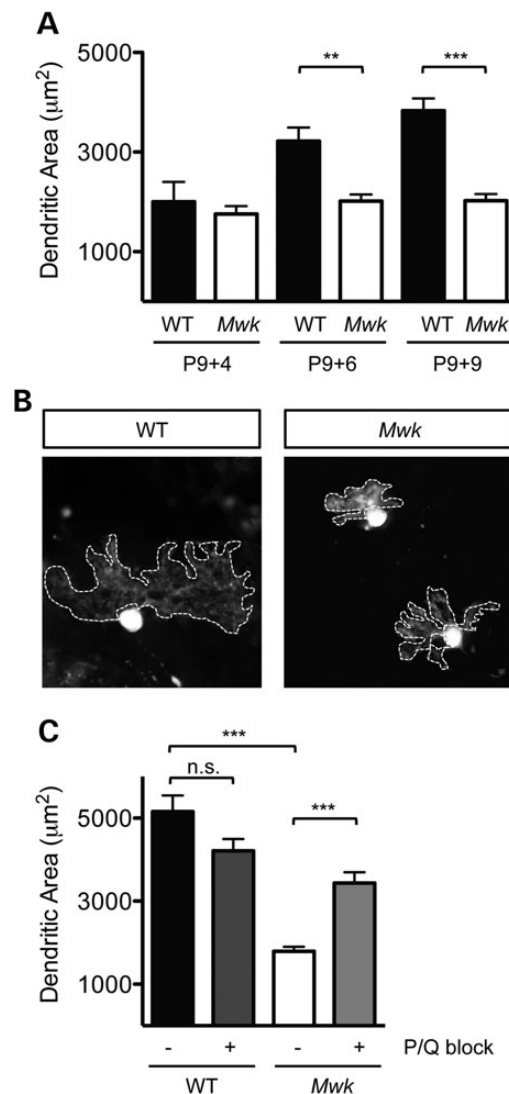 A
Dendritic Area (μm²)
5000
3000
1000
** ***
WT Mwk WT Mwk WT Mwk
P9+4 P9+6 P9+9
B
WT Mwk
C
Dendritic Area (μm²)
5000
3000
1000
***
n.s.
***
- + - + P/Q block
WT Mwk